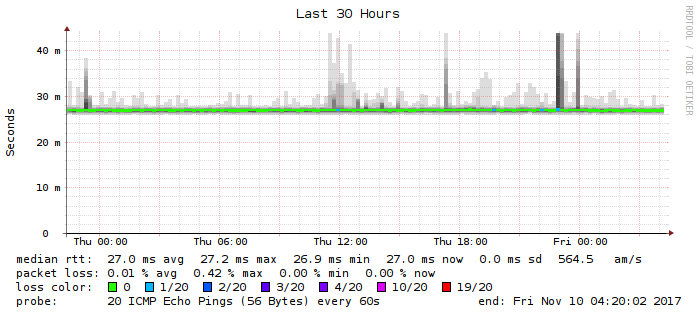 Last 30 Hours
RRDTOOL / TOBI OETIKER
Seconds
40 m
30 m
20 m
10 m
0
Thu 00:00 Thu 06:00 Thu 12:00 Thu 18:00 Fri 00:00
median rtt: 27.0 ms avg 27.2 ms max 26.9 ms min 27.0 ms now 0.0 ms sd 564.5 am/s
packet loss: 0.01 % avg 0.42 % max 0.00 % min 0.00 % now
loss color: 0 1/20 2/20 3/20 4/20 10/20 19/20
probe: 20 ICMP Echo Pings (56 Bytes) every 60s end: Fri Nov 10 04:20:02 2017